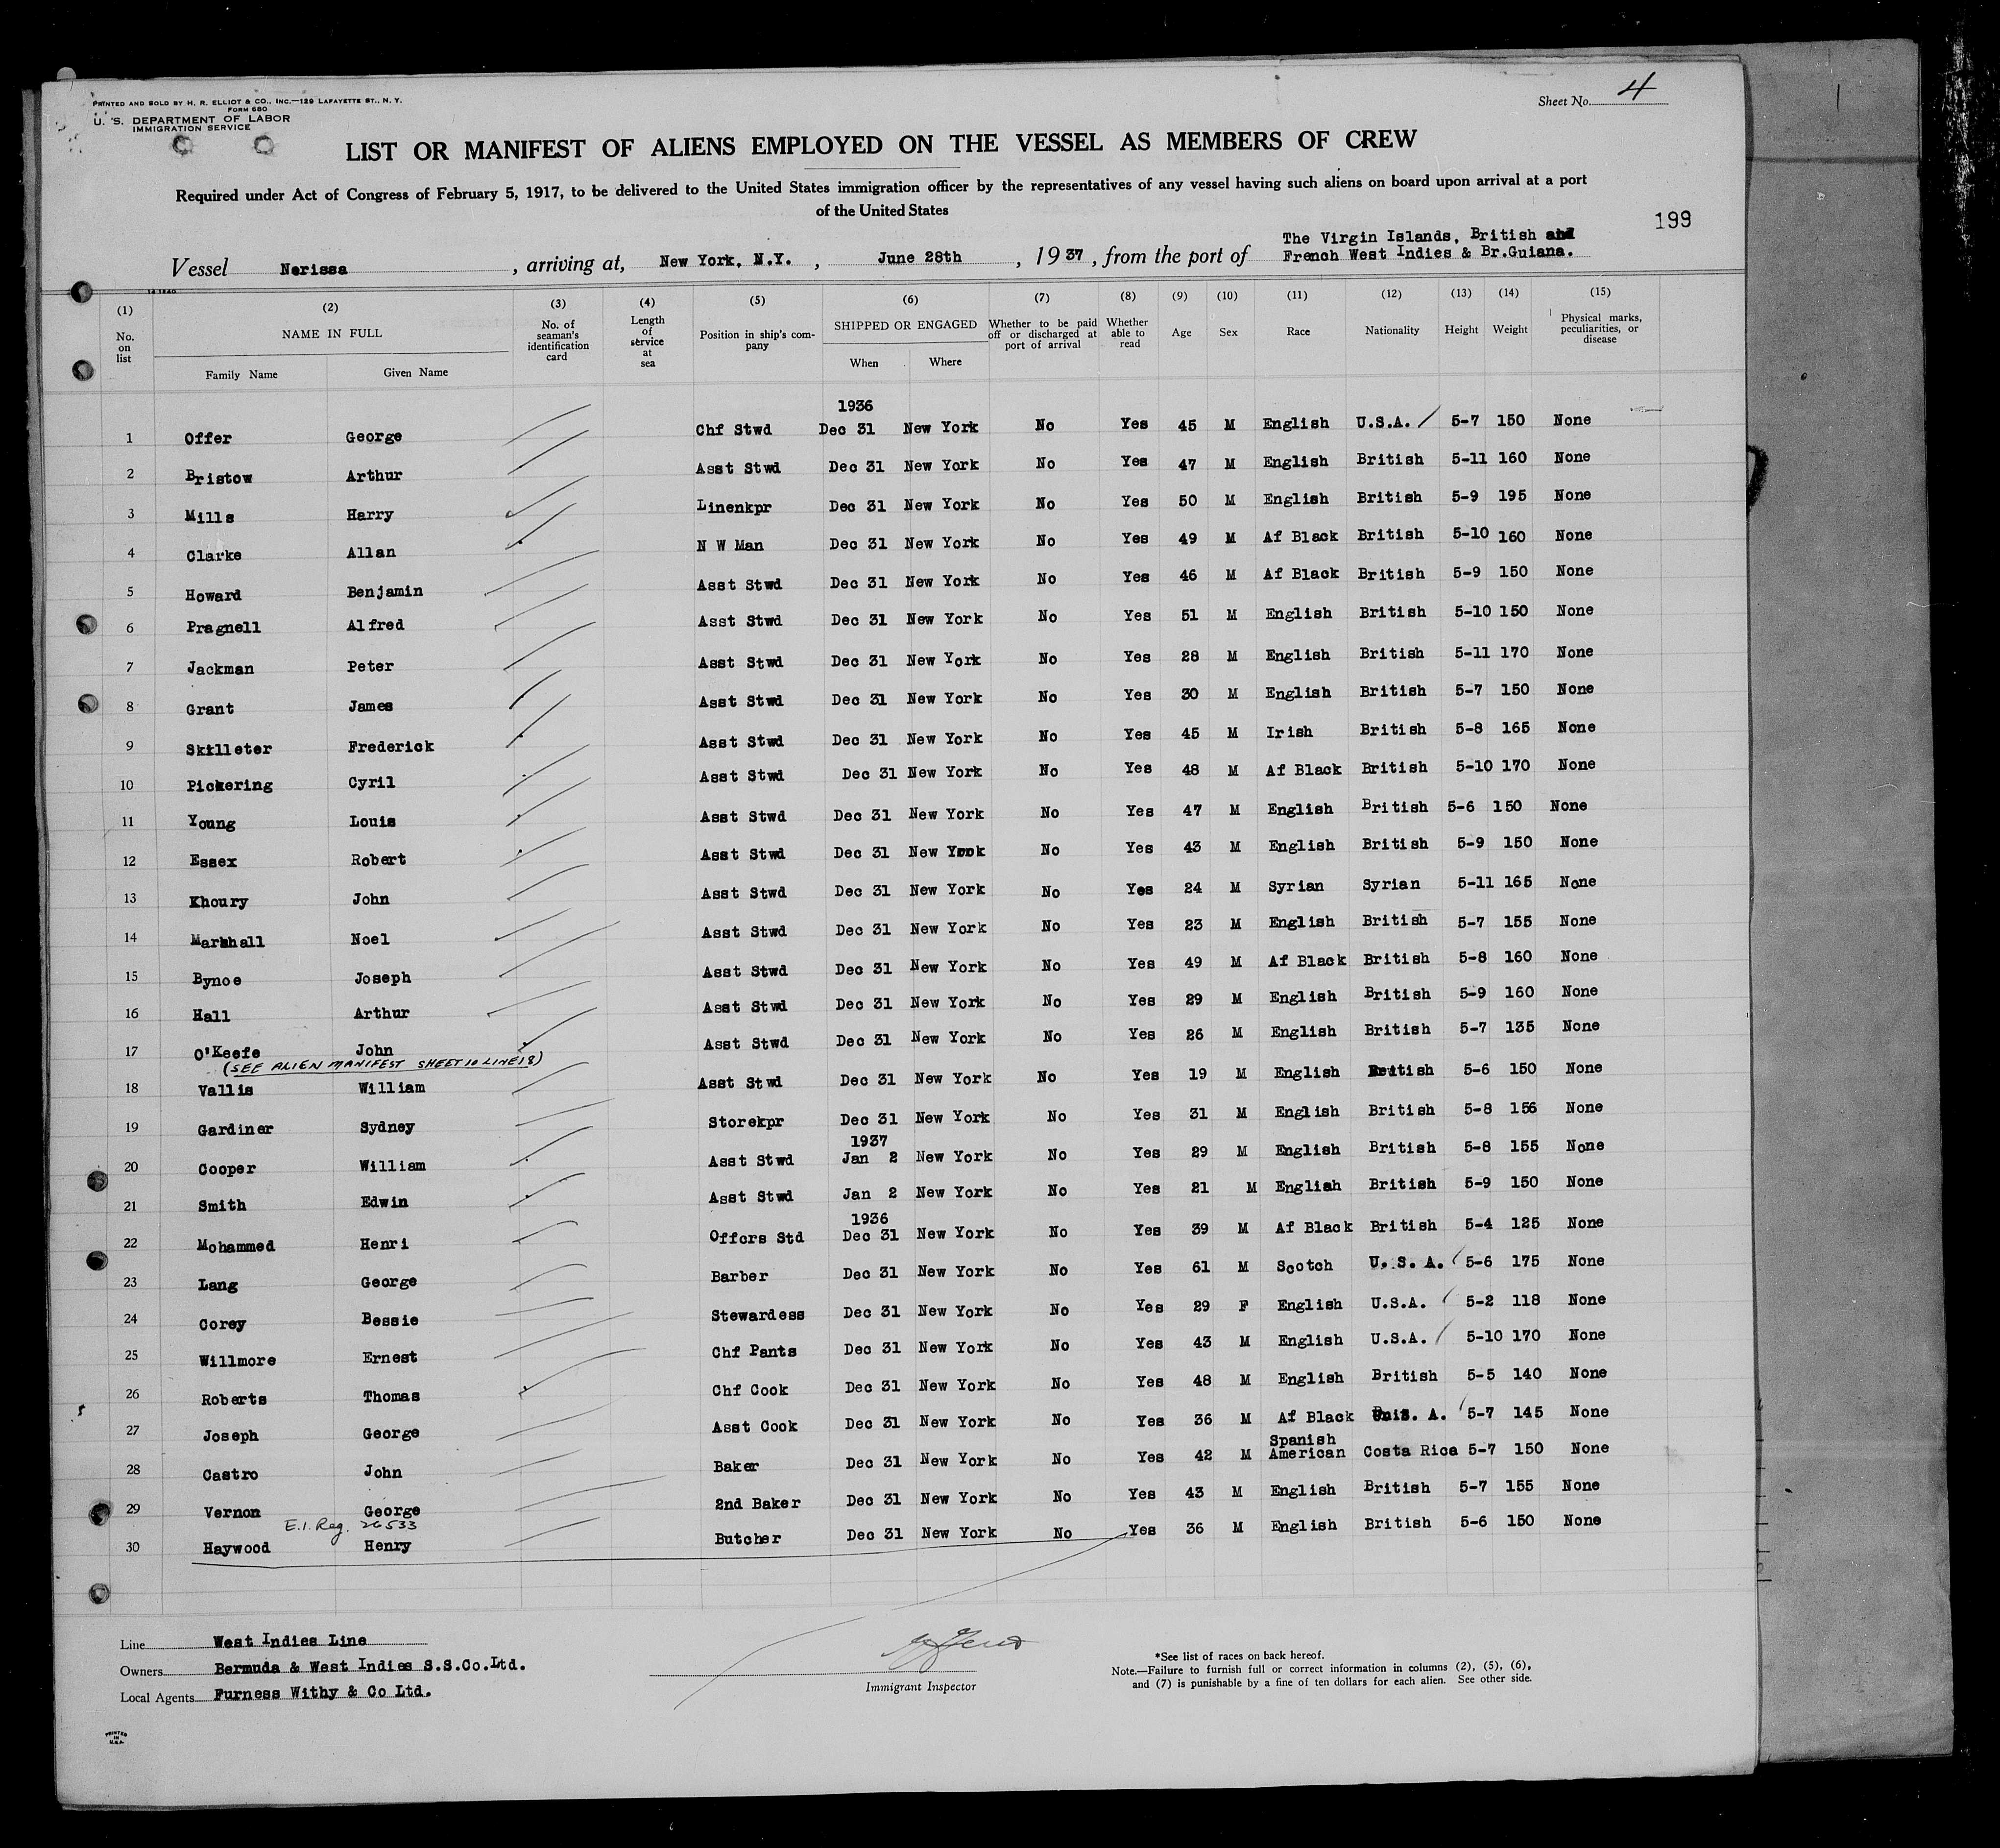 PRINTED AND SOLD BY H. R. ELLIOT & CO., INC.—129 LAFAYETTE ST., N. Y.
FORM 680
U. S. DEPARTMENT OF LABOR
IMMIGRATION SERVICE
Sheet No. 4
LIST OR MANIFEST OF ALIENS EMPLOYED ON THE VESSEL AS MEMBERS OF CREW
Required under Act of Congress of February 5, 1917, to be delivered to the United States immigration officer by the representatives of any vessel having such aliens on board upon arrival at a port
of the United States
199
The Virgin Islands, British and
Vessel Nerissa , arriving at, New York, N.Y. , June 28th , 1937, from the port of French West Indies & Br.Guiana.
(1) (2) (3) (4) (5) (6) (7) (8) (9) (10) (11) (12) (13) (14) (15)
No. on list NAME IN FULL Family Name Given Name No. of seaman's identification card Length of service at sea Position in ship's company SHIPPED OR ENGAGED When Where Whether to be paid off or discharged at port of arrival Whether able to read Age Sex Race Nationality Height Weight Physical marks, peculiarities, or disease
1936
1 Offer George Chf Stwd Dec 31 New York No Yes 45 M English U.S.A. 5-7 150 None
2 Bristow Arthur Asst Stwd Dec 31 New York No Yes 47 M English British 5-11 160 None
3 Mills Harry Linenkpr Dec 31 New York No Yes 50 M English British 5-9 195 None
4 Clarke Allan N W Man Dec 31 New York No Yes 49 M Af Black British 5-10 160 None
5 Howard Benjamin Asst Stwd Dec 31 New York No Yes 46 M Af Black British 5-9 150 None
6 Pragnell Alfred Asst Stwd Dec 31 New York No Yes 51 M English British 5-10 150 None
7 Jackman Peter Asst Stwd Dec 31 New York No Yes 28 M English British 5-11 170 None
8 Grant James Asst Stwd Dec 31 New York No Yes 30 M English British 5-7 150 None
9 Skilleter Frederick Asst Stwd Dec 31 New York No Yes 45 M Irish British 5-8 165 None
10 Pickering Cyril Asst Stwd Dec 31 New York No Yes 48 M Af Black British 5-10 170 None
11 Young Louis Asst Stwd Dec 31 New York No Yes 47 M English British 5-6 150 None
12 Essex Robert Asst Stwd Dec 31 New York No Yes 43 M English British 5-9 150 None
13 Khoury John Asst Stwd Dec 31 New York No Yes 24 M Syrian Syrian 5-11 165 None
14 Marshall Noel Asst Stwd Dec 31 New York No Yes 23 M English British 5-7 155 None
15 Bynoe Joseph Asst Stwd Dec 31 New York No Yes 49 M Af Black British 5-8 160 None
16 Hall Arthur Asst Stwd Dec 31 New York No Yes 29 M English British 5-9 160 None
17 O'Keefe John Asst Stwd Dec 31 New York No Yes 26 M English British 5-7 135 None
(SEE ALIEN MANIFEST SHEET 10 LINE 18)
18 Vallis William Asst Stwd Dec 31 New York No Yes 19 M English British 5-6 150 None
19 Gardiner Sydney Storekpr Dec 31 New York No Yes 31 M English British 5-8 156 None
1937
20 Cooper William Asst Stwd Jan 2 New York No Yes 29 M English British 5-8 155 None
21 Smith Edwin Asst Stwd Jan 2 New York No Yes 21 M English British 5-9 150 None
1936
22 Mohammed Henri Offcrs Std Dec 31 New York No Yes 39 M Af Black British 5-4 125 None
23 Lang George Barber Dec 31 New York No Yes 61 M Scotch U. S. A. 5-6 175 None
24 Corey Bessie Stewardess Dec 31 New York No Yes 29 F English U.S.A. 5-2 118 None
25 Willmore Ernest Chf Pants Dec 31 New York No Yes 43 M English U.S.A. 5-10 170 None
26 Roberts Thomas Chf Cook Dec 31 New York No Yes 48 M English British 5-5 140 None
27 Joseph George Asst Cook Dec 31 New York No Yes 36 M Af Black A. 5-7 145 None
Spanish
28 Castro John Baker Dec 31 New York No Yes 42 M American Costa Rica 5-7 150 None
29 Vernon George 2nd Baker Dec 31 New York No Yes 43 M English British 5-7 155 None
E.I. Reg. 26533
30 Haywood Henry Butcher Dec 31 New York No Yes 36 M English British 5-6 150 None
Line West Indies Line
Owners Bermuda & West Indies S.S.Co.Ltd.
Local Agents Furness Withy & Co Ltd.
Immigrant Inspector
*See list of races on back hereof.
Note.—Failure to furnish full or correct information in columns (2), (5), (6),
and (7) is punishable by a fine of ten dollars for each alien. See other side.
PRINTED
IN
U.S.A.